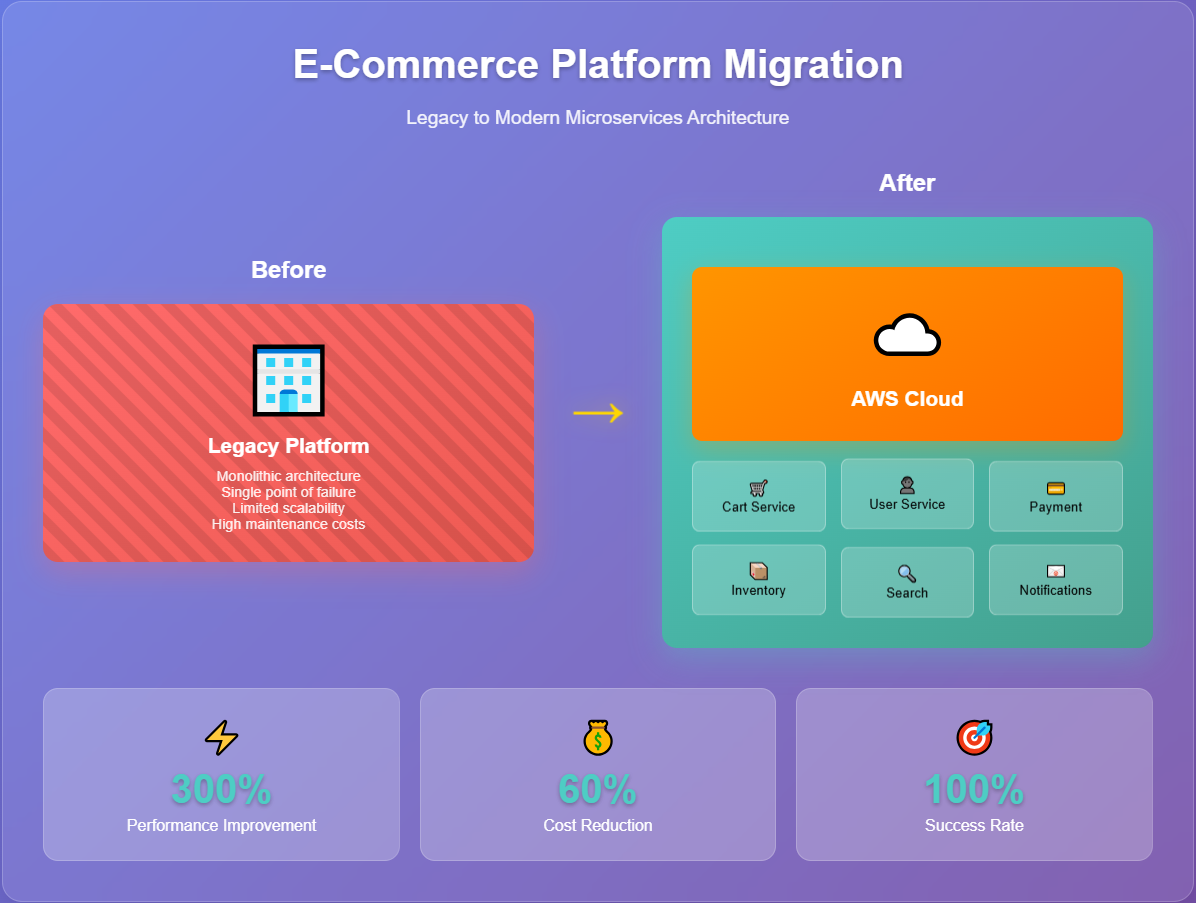 E-Commerce Platform Migration
Legacy to Modern Microservices Architecture
Before
Legacy Platform
Monolithic architecture
Single point of failure
Limited scalability
High maintenance costs
→
After
AWS Cloud
Cart Service
User Service
Payment
Inventory
Search
Notifications
300%
Performance Improvement
60%
Cost Reduction
100%
Success Rate